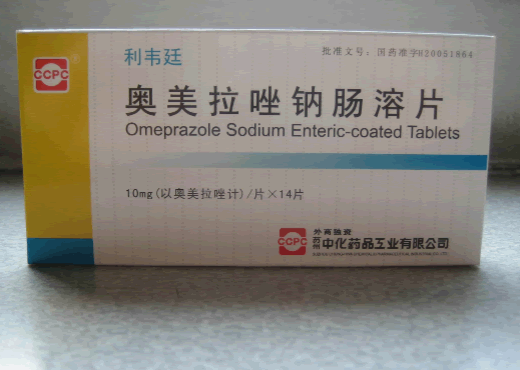 CCPC
利韦廷
批准文号：国药准字H20051864
奥美拉唑钠肠溶片
Omeprazole Sodium Enteric-coated Tablets
10mg(以奥美拉唑计)/片×14片
CCPC
外商独资
苏州中化药品工业有限公司